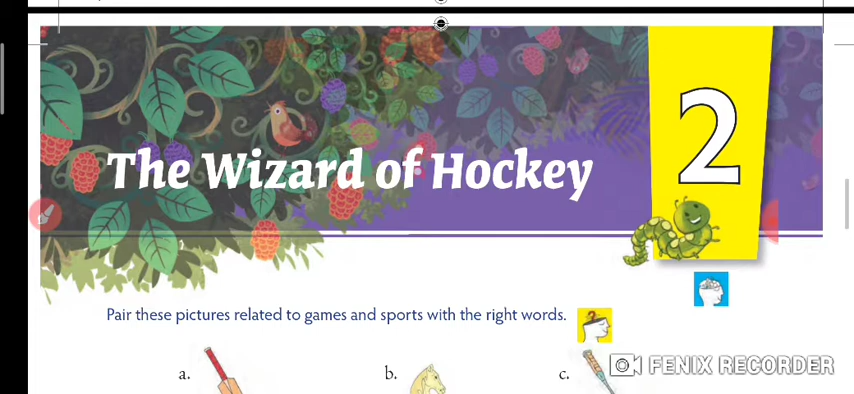 The Wizard of Hockey
2
Pair these pictures related to games and sports with the right words.
a.
b.
c.
FENIX RECORDER